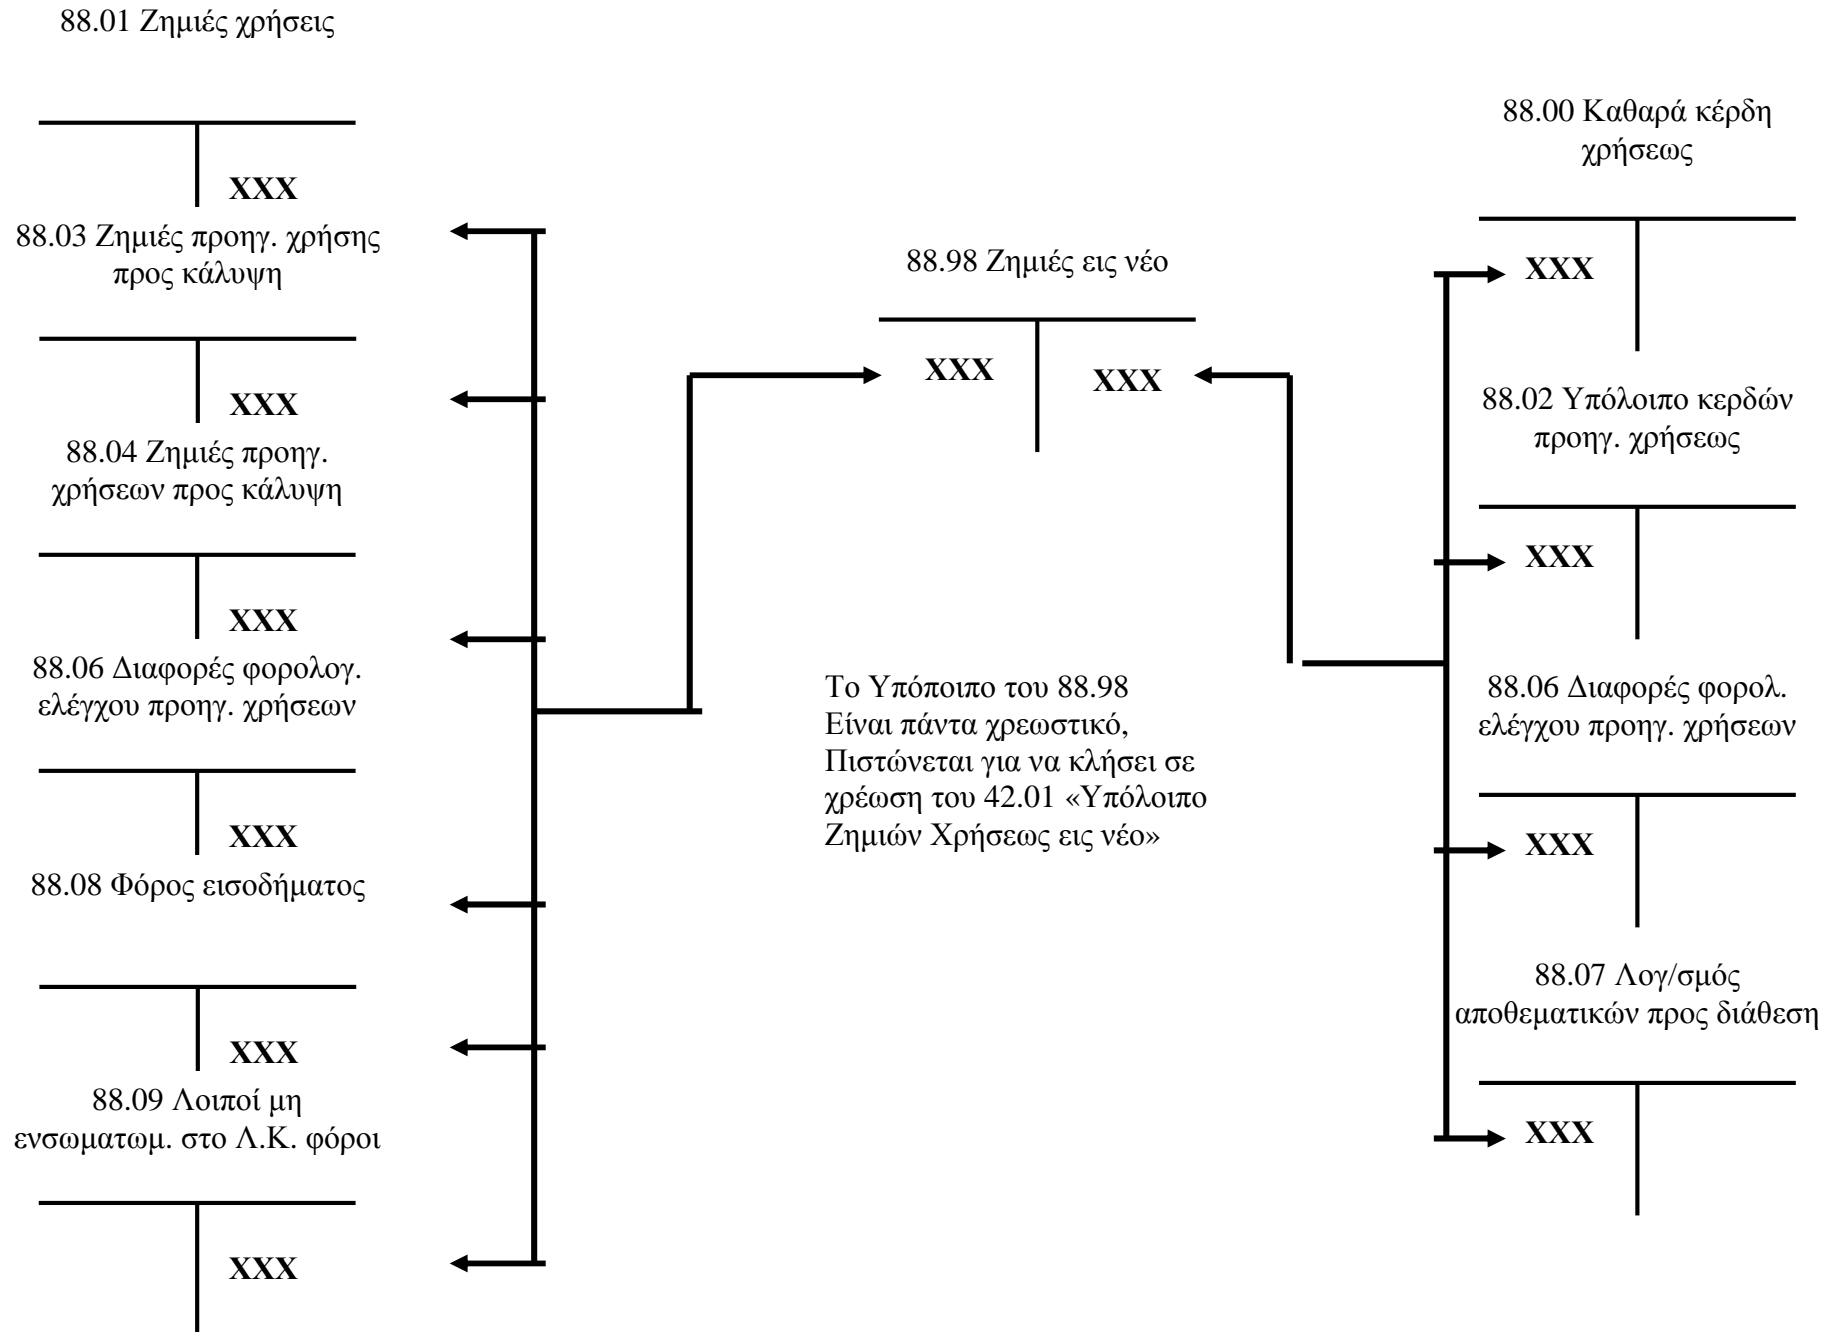 88.01 Ζημιές χρήσεις
XXX
88.03 Ζημιές προηγ. χρήσης
προς κάλυψη
XXX
88.04 Ζημιές προηγ.
χρήσεων προς κάλυψη
XXX
88.06 Διαφορές φορολογ.
ελέγχου προηγ. χρήσεων
XXX
88.08 Φόρος εισοδήματος
XXX
88.09 Λοιποί μη
ενσωματωμ. στο Λ.Κ. φόροι
XXX
88.98 Ζημιές εις νέο
XXX XXX
Το Υπόποιπο του 88.98
Είναι πάντα χρεωστικό,
Πιστώνεται για να κλήσει σε
χρέωση του 42.01 «Υπόλοιπο
Ζημιών Χρήσεως εις νέο»
88.00 Καθαρά κέρδη
χρήσεως
XXX
88.02 Υπόλοιπο κερδών
προηγ. χρήσεως
XXX
88.06 Διαφορές φορολ.
ελέγχου προηγ. χρήσεων
XXX
88.07 Λογ/σμός
αποθεματικών προς διάθεση
XXX